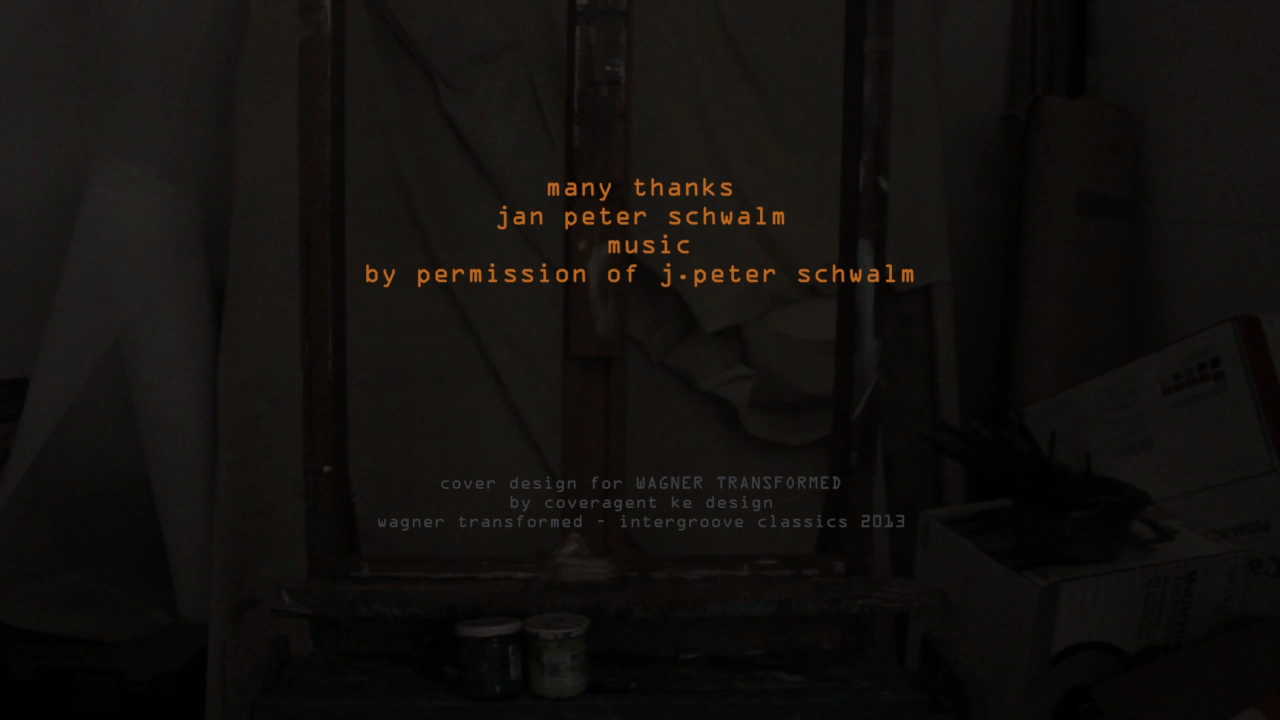 many thanks
jan peter schwalm
music
by permission of j.peter schwalm
cover design for WAGNER TRANSFORMED
by coveragent ke design
wagner transformed - intergroove classics 2013